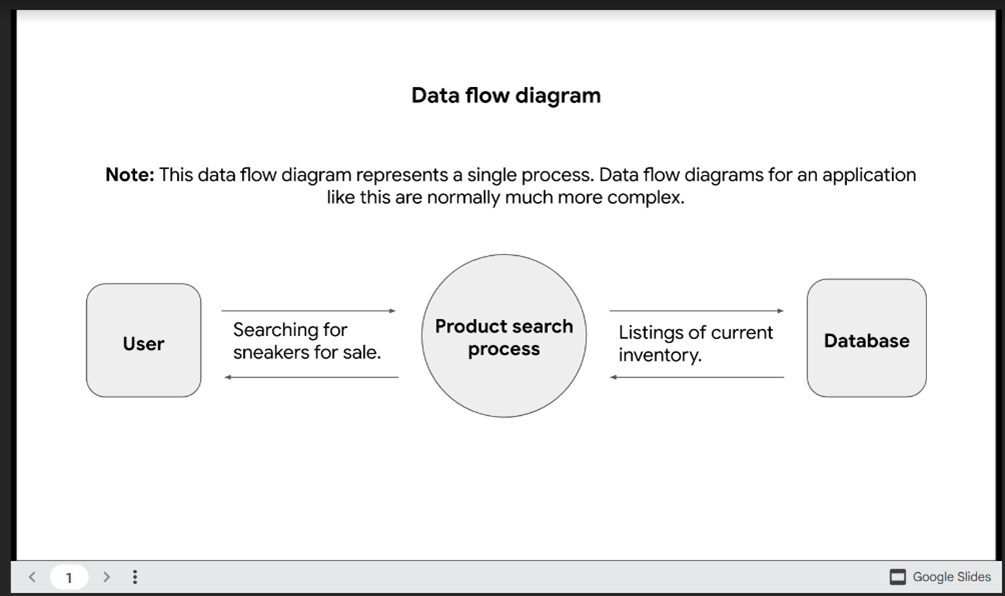 Data flow diagram
Note: This data flow diagram represents a single process. Data flow diagrams for an application
like this are normally much more complex.
User
Searching for
sneakers for sale.
Product search
process
Listings of current
inventory.
Database
1
Google Slides